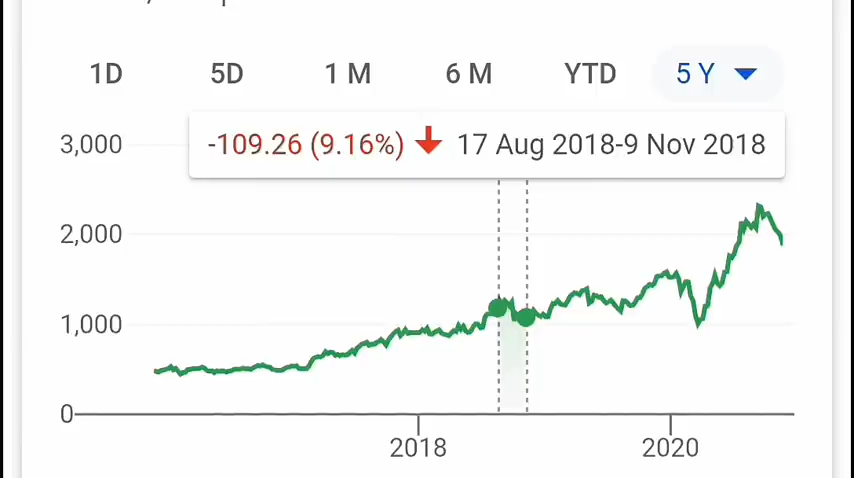 1D 5D 1 M 6 M YTD 5 Y
-109.26 (9.16%) 17 Aug 2018-9 Nov 2018
3,000
2,000
1,000
0
2018 2020